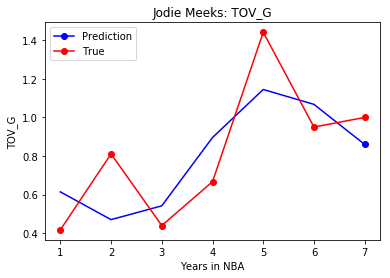 Jodie Meeks: TOV_G
Prediction
True
TOV_G
1.4
1.2
1.0
0.8
0.6
0.4
1 2 3 4 5 6 7
Years in NBA